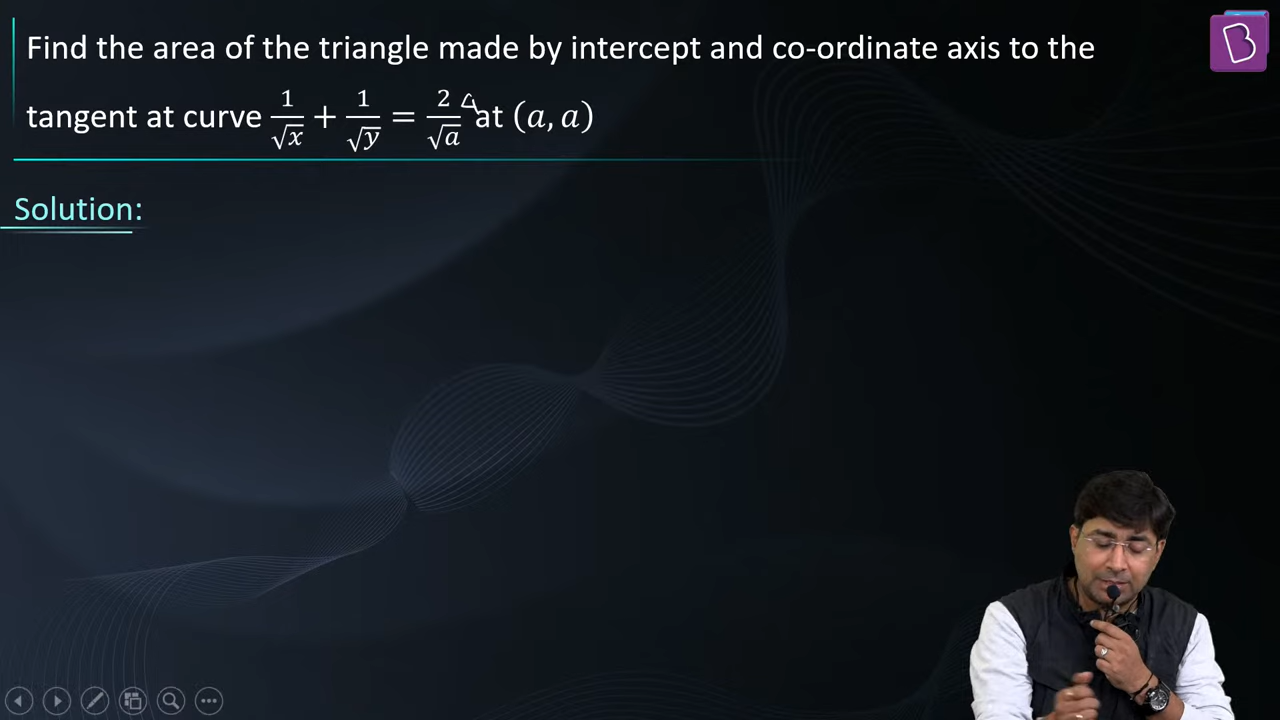 Find the area of the triangle made by intercept and co-ordinate axis to the
tangent at curve 1/√x + 1/√y = 2/√a at (a, a)
Solution:
B